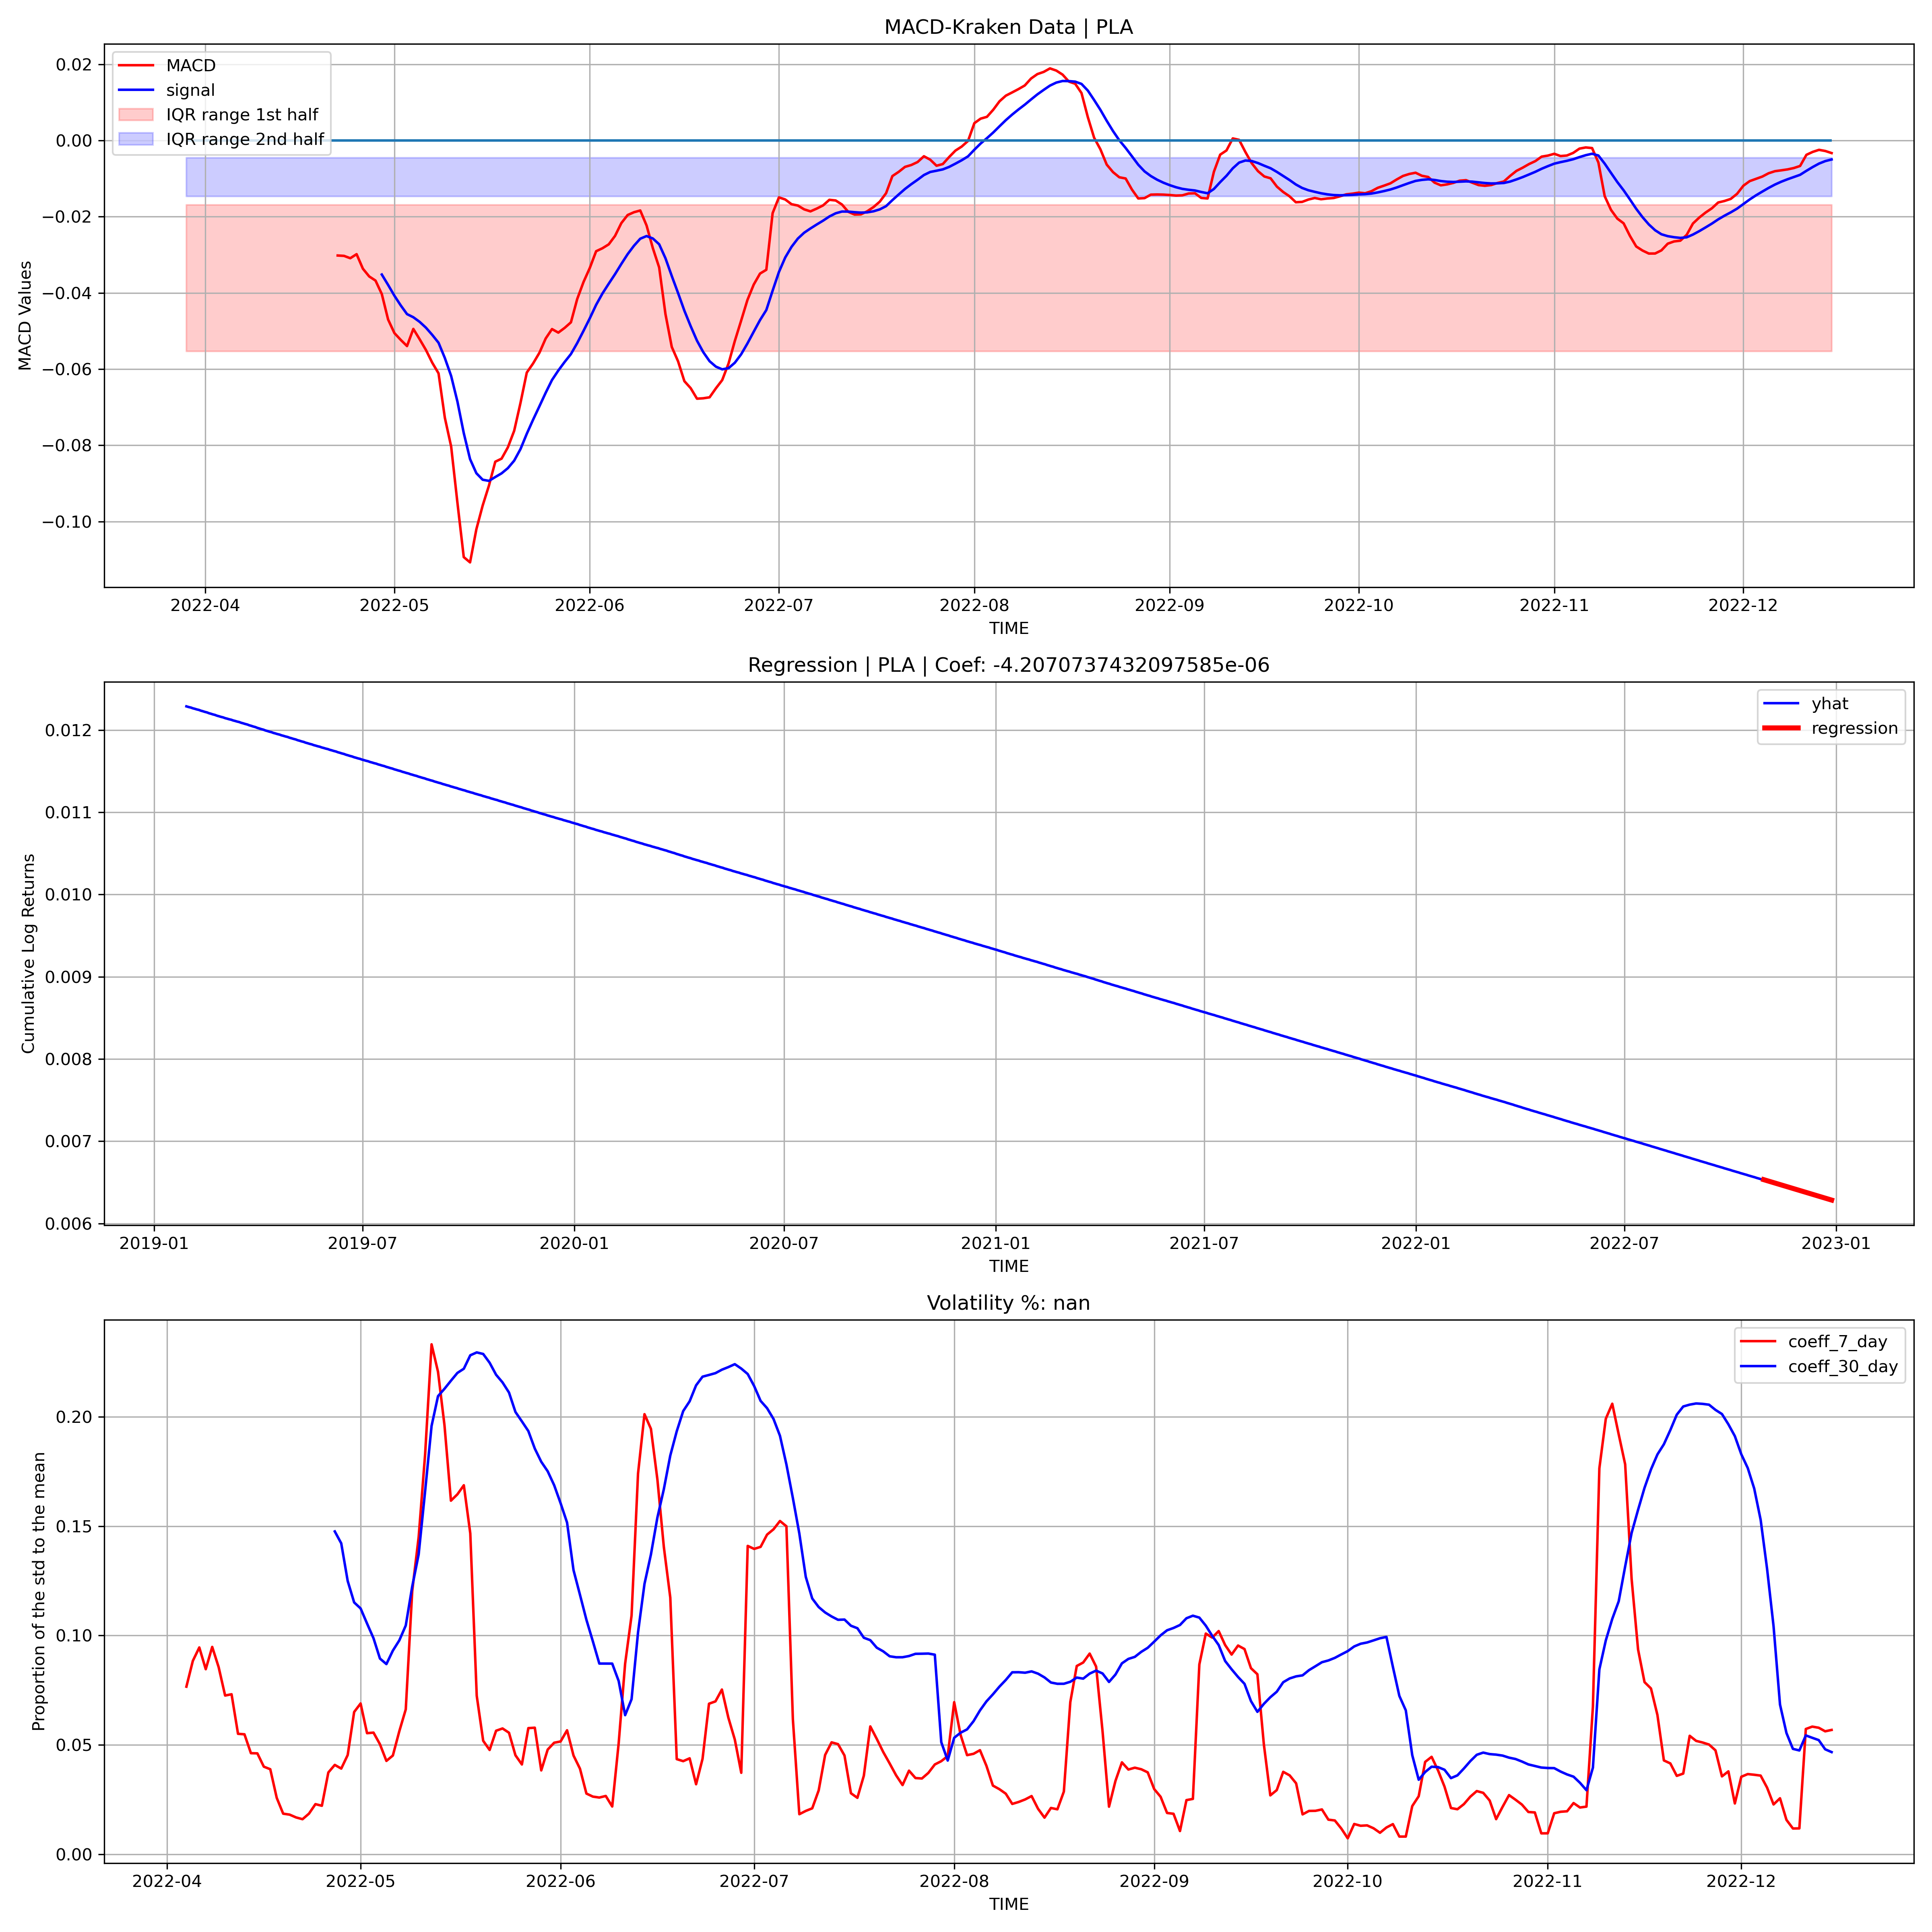 MACD-Kraken Data | PLA
MACD
signal
IQR range 1st half
IQR range 2nd half
MACD Values
0.02
0.00
−0.02
−0.04
−0.06
−0.08
−0.10
2022-04 2022-05 2022-06 2022-07 2022-08 2022-09 2022-10 2022-11 2022-12
TIME
Regression | PLA | Coef: -4.2070737432097585e-06
yhat
regression
Cumulative Log Returns
0.012
0.011
0.010
0.009
0.008
0.007
0.006
2019-01 2019-07 2020-01 2020-07 2021-01 2021-07 2022-01 2022-07 2023-01
TIME
Volatility %: nan
coeff_7_day
coeff_30_day
Proportion of the std to the mean
0.20
0.15
0.10
0.05
0.00
2022-04 2022-05 2022-06 2022-07 2022-08 2022-09 2022-10 2022-11 2022-12
TIME